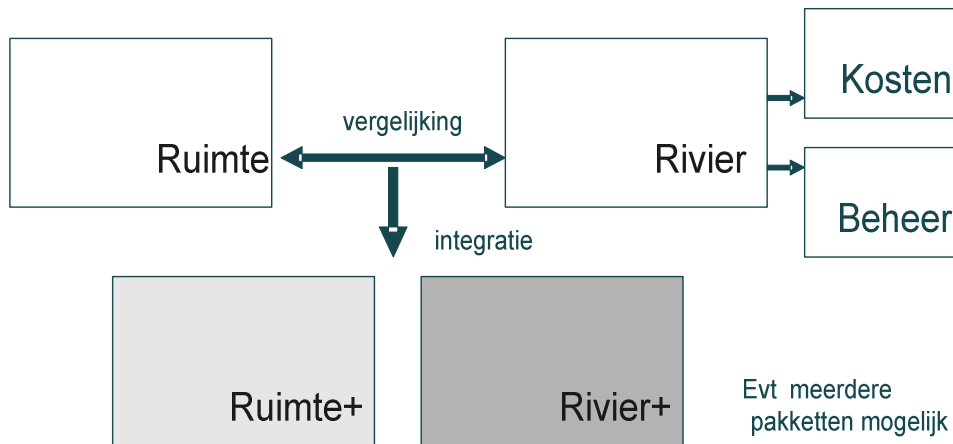 Kosten
vergelijking
Ruimte
Rivier
Beheer
integratie
Ruimte+
Rivier+
Evt meerdere
pakketten mogelijk